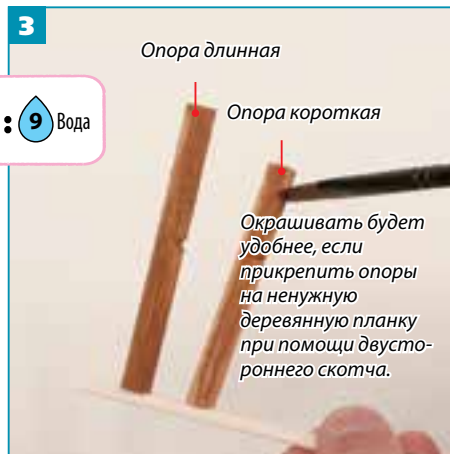 3
Опора длинная
: 9 Вода
Опора короткая
Окрашивать будет
удобнее, если
прикрепить опоры
на ненужную
деревянную планку
при помощи двусто-
роннего скотча.